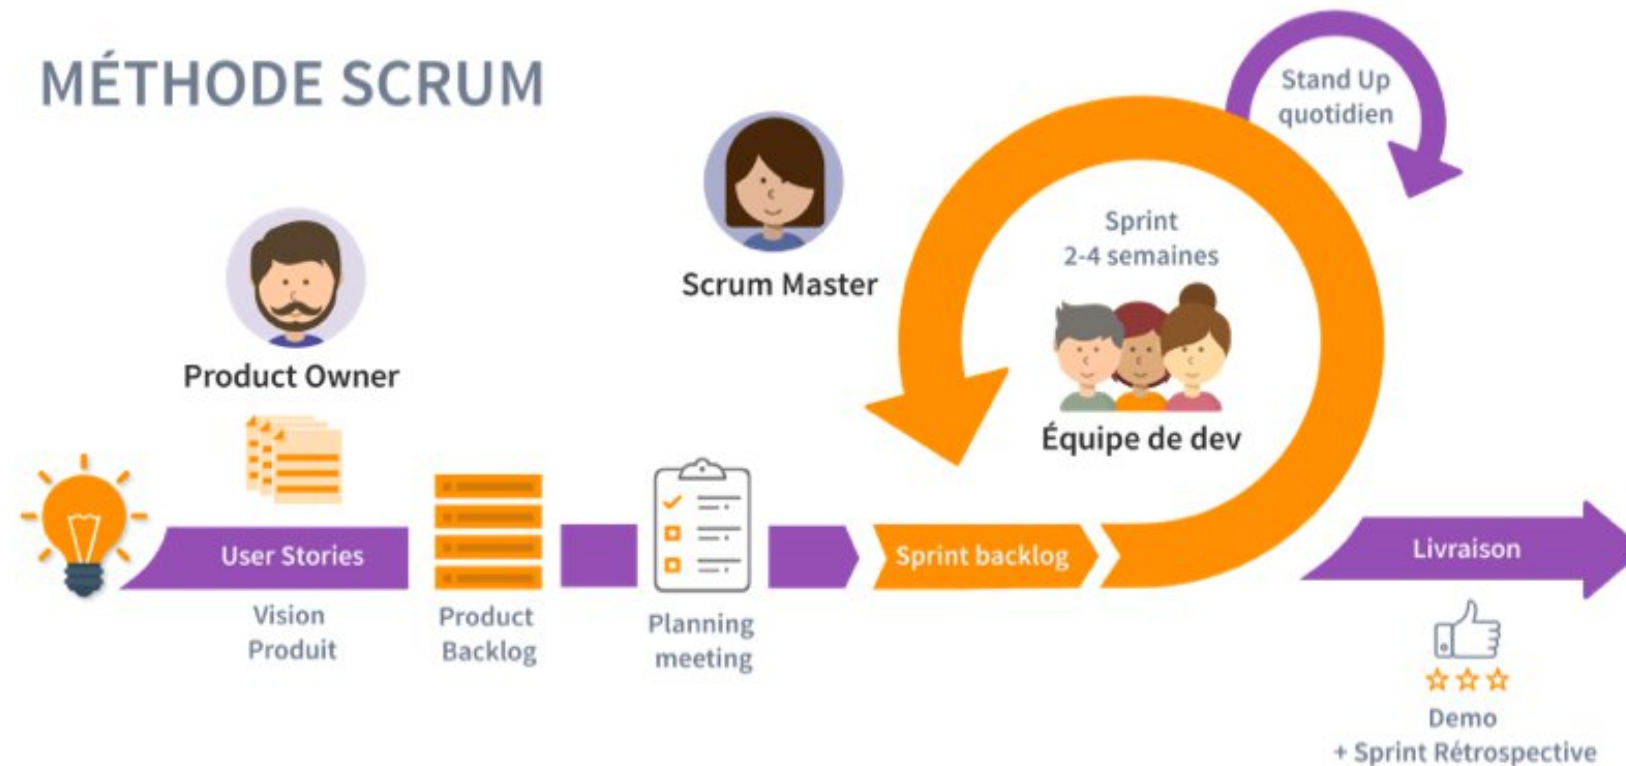 MÉTHODE SCRUM
Stand Up
quotidien
Sprint
2-4 semaines
Scrum Master
Product Owner
Équipe de dev
User Stories
Sprint backlog
Livraison
Vision
Produit
Product
Backlog
Planning
meeting
Demo
+ Sprint Rétrospective